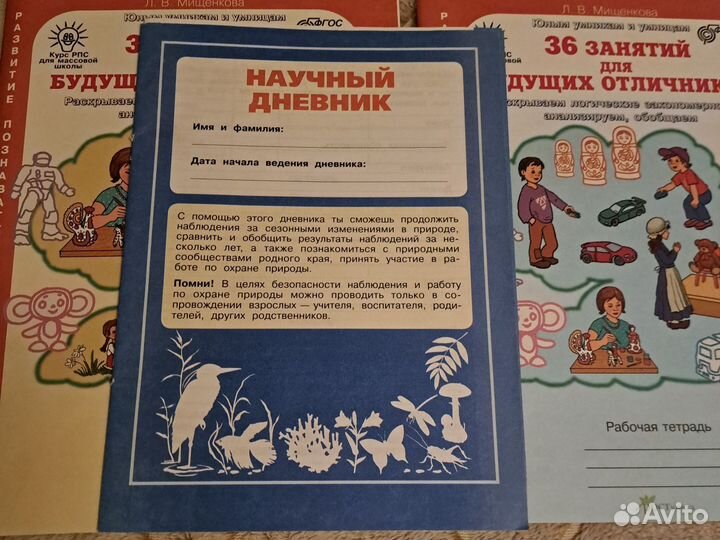 Л. В. Мищенкова
Юным умникам и умницам
ФГОС
Курс РПС
для массовой
школы
З
БУДУЩ
Раскрываем
РАЗВИТИЕ ПОЗНАВА
НАУЧНЫЙ
ДНЕВНИК
Имя и фамилия:
Дата начала ведения дневника:
С помощью этого дневника ты сможешь продолжить
наблюдения за сезонными изменениями в природе,
сравнить и обобщить результаты наблюдений за не-
сколько лет, а также познакомиться с природными
сообществами родного края, принять участие в ра-
боте по охране природы.
Помни! В целях безопасности наблюдения и работу
по охране природы можно проводить только в со-
провождении взрослых — учителя, воспитателя, роди-
телей, других родственников.
Л. В. Мищенкова
Юным умникам и умницам
36 ЗАНЯТИЙ
для
УДУЩИХ ОТЛИЧНИК
скрываем логические закономерно
анализируем, обобщаем
Рабочая тетрадь
Avito